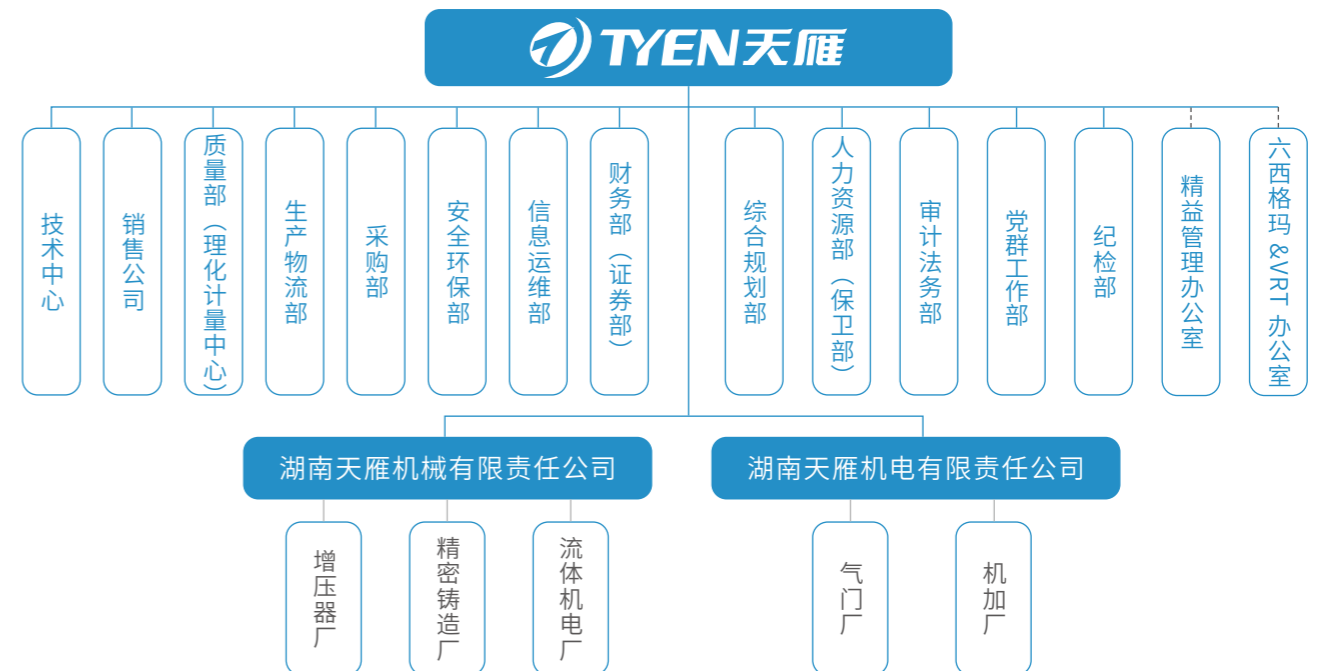 TYEN天雁
技术中心
销售公司
质量部（理化计量中心）
生产物流部
采购部
安全环保部
信息运维部
财务部（证券部）
综合规划部
人力资源部（保卫部）
审计法务部
党群工作部
纪检部
精益管理办公室
六西格玛 &VRT 办公室
湖南天雁机械有限责任公司
湖南天雁机电有限责任公司
增压器厂
精密铸造厂
流体机电厂
气门厂
机加厂